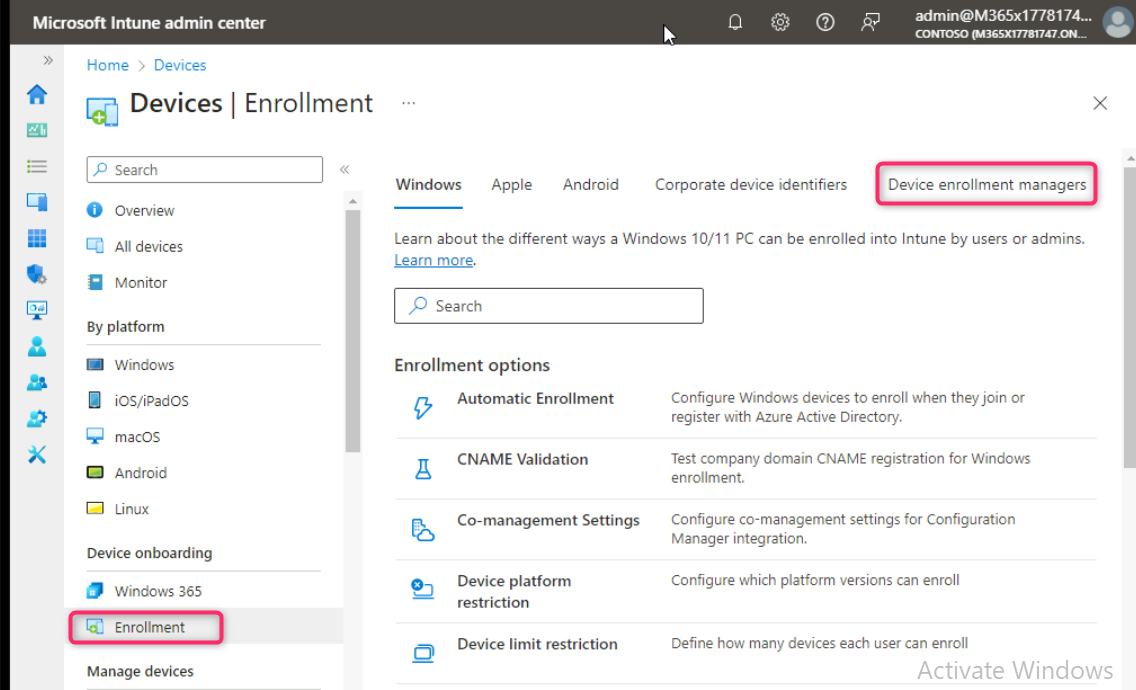 Microsoft Intune admin center
admin@M365x1778174...
CONTOSO (M365X17781747.ON...
Home > Devices
Devices | Enrollment ...
Search
Overview
All devices
Monitor
By platform
Windows
iOS/iPadOS
macOS
Android
Linux
Device onboarding
Windows 365
Enrollment
Manage devices
Windows
Apple
Android
Corporate device identifiers
Device enrollment managers
Learn about the different ways a Windows 10/11 PC can be enrolled into Intune by users or admins.
Learn more.
Search
Enrollment options
Automatic Enrollment
Configure Windows devices to enroll when they join or
register with Azure Active Directory.
CNAME Validation
Test company domain CNAME registration for Windows
enrollment.
Co-management Settings
Configure co-management settings for Configuration
Manager integration.
Device platform
restriction
Configure which platform versions can enroll
Device limit restriction
Define how many devices each user can enroll
Activate Windows